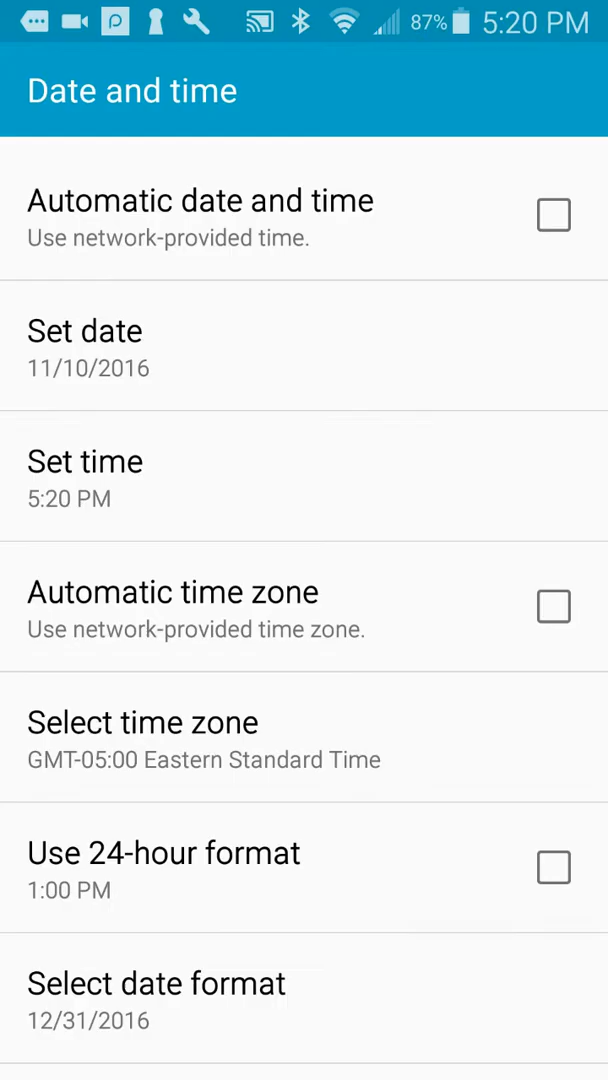 87% 5:20 PM
Date and time
Automatic date and time
Use network-provided time.
Set date
11/10/2016
Set time
5:20 PM
Automatic time zone
Use network-provided time zone.
Select time zone
GMT-05:00 Eastern Standard Time
Use 24-hour format
1:00 PM
Select date format
12/31/2016